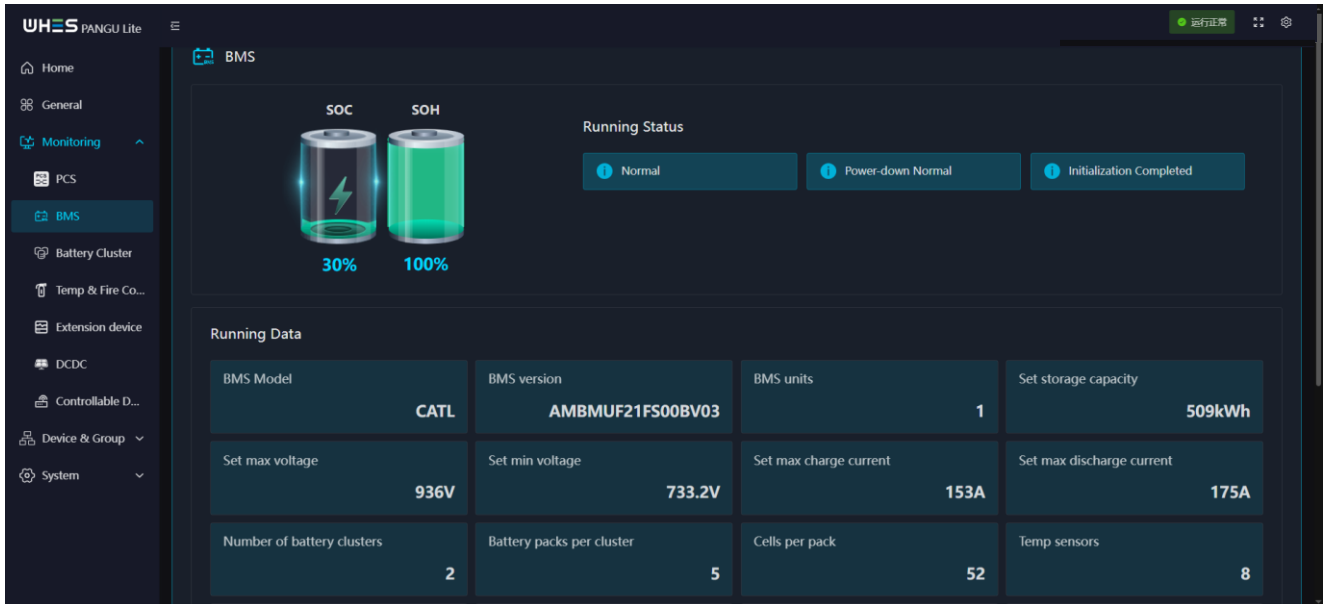 WHES PANGU Lite
运行正常
Home
General
Monitoring
PCS
BMS
Battery Cluster
Temp & Fire Co...
Extension device
DCDC
Controllable D...
Device & Group
System
BMS
SOC SOH
30% 100%
Running Status
Normal Power-down Normal Initialization Completed
Running Data
BMS Model BMS version BMS units Set storage capacity
CATL AMBMUF21FS00BV03 1 509kWh
Set max voltage Set min voltage Set max charge current Set max discharge current
936V 733.2V 153A 175A
Number of battery clusters Battery packs per cluster Cells per pack Temp sensors
2 5 52 8